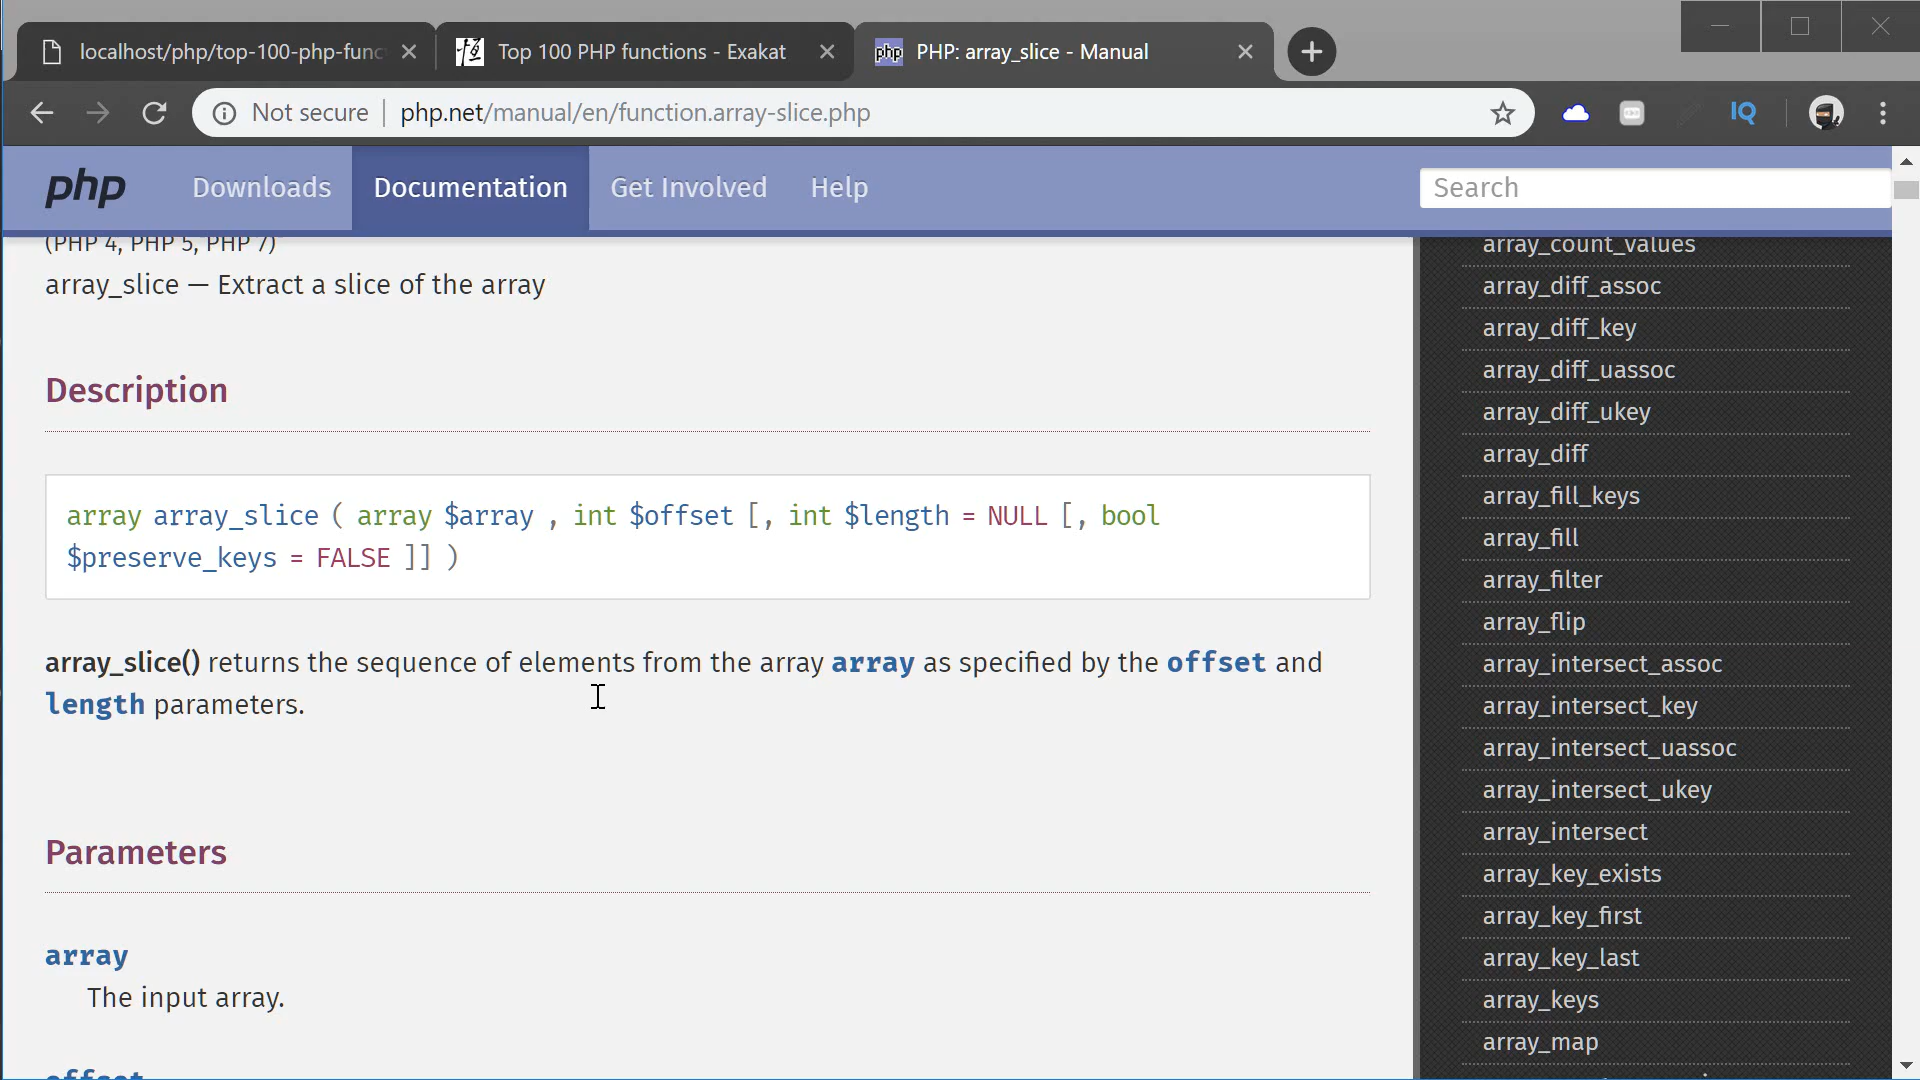 localhost/php/top-100-php-func
Top 100 PHP functions - Exakat
php PHP: array_slice - Manual
Not secure | php.net/manual/en/function.array-slice.php
IQ
php Downloads Documentation Get Involved Help Search
(PHP 4, PHP 5, PHP 7)
array_slice — Extract a slice of the array
Description
array array_slice ( array $array , int $offset [, int $length = NULL [, bool
$preserve_keys = FALSE ]] )
array_slice() returns the sequence of elements from the array array as specified by the offset and
length parameters.
Parameters
array
The input array.
offset
array_count_values
array_diff_assoc
array_diff_key
array_diff_uassoc
array_diff_ukey
array_diff
array_fill_keys
array_fill
array_filter
array_flip
array_intersect_assoc
array_intersect_key
array_intersect_uassoc
array_intersect_ukey
array_intersect
array_key_exists
array_key_first
array_key_last
array_keys
array_map